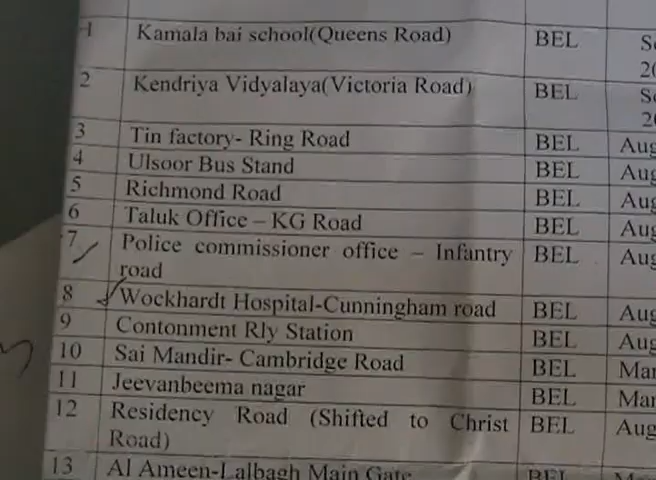 1 Kamala bai school(Queens Road) BEL
2 Kendriya Vidyalaya(Victoria Road) BEL
3 Tin factory- Ring Road BEL Aug
4 Ulsoor Bus Stand BEL Aug
5 Richmond Road BEL Aug
6 Taluk Office – KG Road BEL Aug
7 Police commissioner office – Infantry BEL Aug
road
8 Wockhardt Hospital-Cunningham road BEL Aug
9 Contonment Rly Station BEL Aug
10 Sai Mandir- Cambridge Road BEL Mar
11 Jeevanbeema nagar BEL Mar
12 Residency Road (Shifted to Christ BEL Aug
Road)
13 Al Ameen-Lalbagh Main Gate BEL